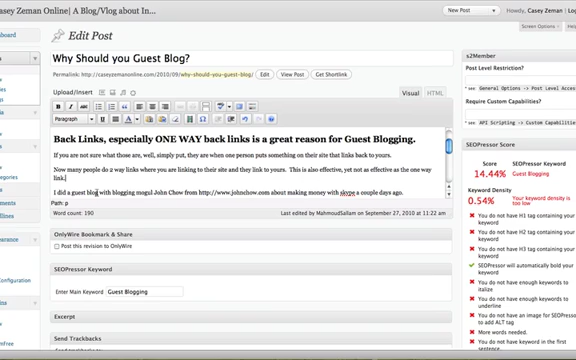 Casey Zeman Online| A Blog/Vlog about In...
New Post
Howdy, Casey Zeman |
Screen Options
Edit Post
Why Should you Guest Blog?
Permalink: http://caseyzemanonline.com/2010/09/why-should-you-guest-blog/ Edit View Post Get Shortlink
Upload/Insert
Visual HTML
Paragraph
Back Links, especially ONE WAY back links is a great reason for Guest Blogging.
If you are not sure what those are, well, simply put, they are when one person puts something on their site that links back to yours.
Now many people do 2 way links where you are linking to their site and they link to yours. This is effective, yet not as effective as the one way
link.
I did a guest blog with blogging mogul John Chow from http://www.johnchow.com about making money with skype a couple days ago.
Path: p
Word count: 190
Last edited by MahmoudSallam on September 27, 2010 at 11:22 am
OnlyWire Bookmark & Share
Post this revision to OnlyWire
SEOPressor Keyword
Enter Main Keyword Guest Blogging
Excerpt
Send Trackbacks
s2Member
Post Level Restriction?
* see General Options -> Post Level Access
Require Custom Capabilities?
* see API Scripting -> Custom Capabilities
SEOPressor Score
Score
14.44%
SEOPressor Keyword
Guest Blogging
Keyword Density
0.54%
Your keyword density is too low
You do not have H1 tag containing your keyword
You do not have H2 tag containing your keyword
You do not have H3 tag containing your keyword
SEOPressor will automatically bold your keyword
You do not have enough keywords to italize
You do not have enough keywords to underline
You do not have an image for SEOPressor to add ALT tag
More words needed.
You do not have keyword in the first sentence.